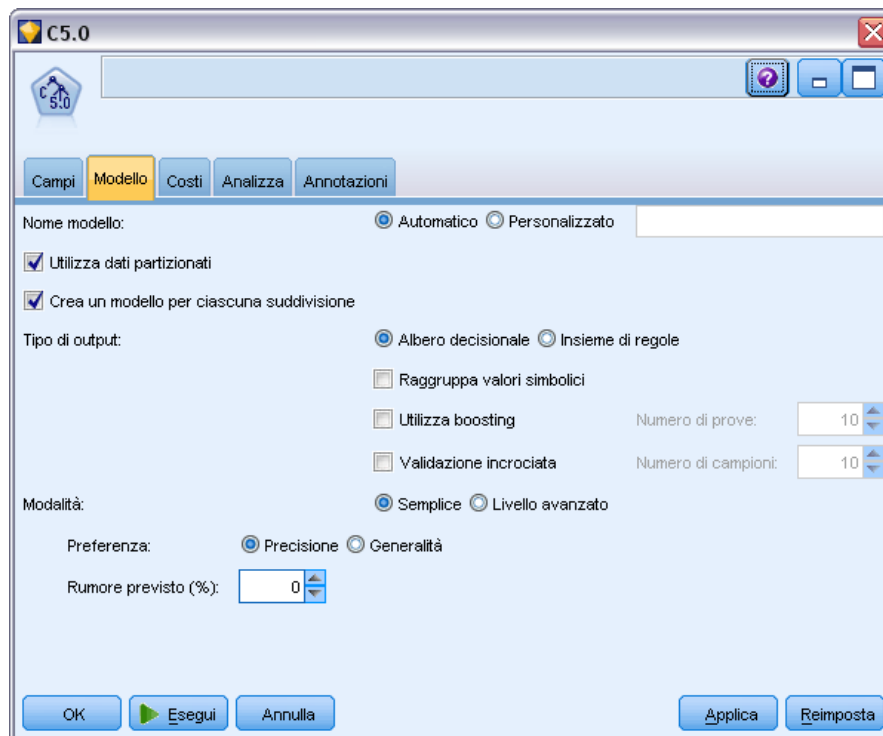 C5.0
C 5.0
?
Campi Modello Costi Analizza Annotazioni
Nome modello: Automatico Personalizzato
Utilizza dati partizionati
Crea un modello per ciascuna suddivisione
Tipo di output: Albero decisionale Insieme di regole
Raggruppa valori simbolici
Utilizza boosting Numero di prove: 10
Validazione incrociata Numero di campioni: 10
Modalità: Semplice Livello avanzato
Preferenza: Precisione Generalità
Rumore previsto (%): 0
OK Esegui Annulla Applica Reimposta